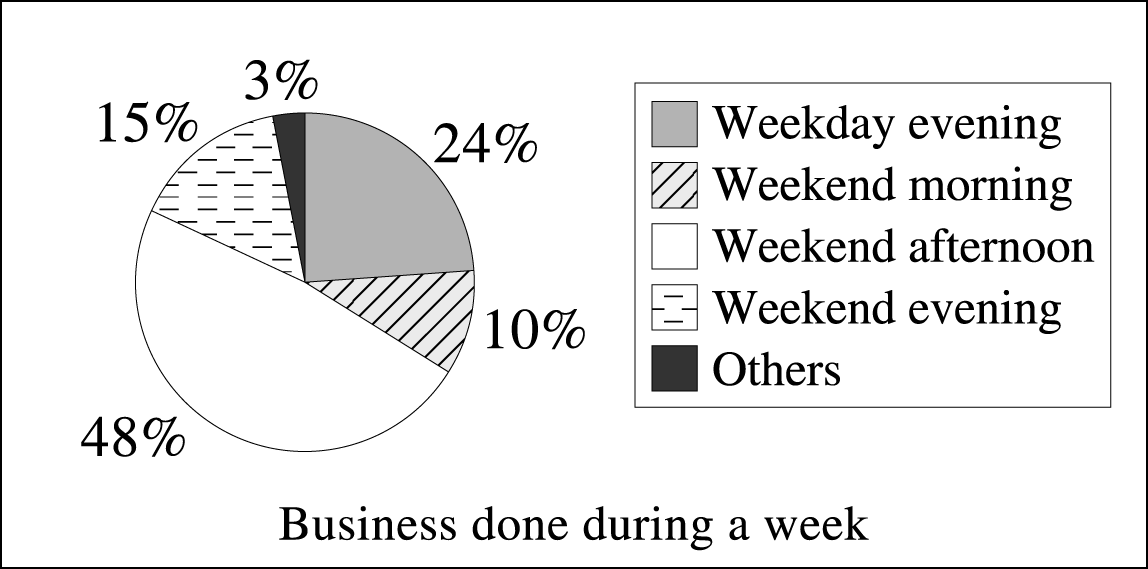 3%
15%
24%
10%
48%
Weekday evening
Weekend morning
Weekend afternoon
Weekend evening
Others
Business done during a week